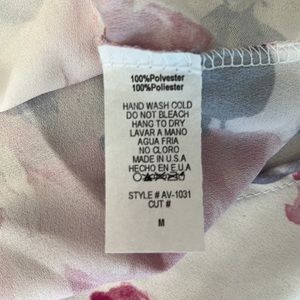 100%Polyester
100%Poliester
HAND WASH COLD
DO NOT BLEACH
HANG TO DRY
LAVAR A MANO
AGUA FRIA
NO CLORO
MADE IN U.S.A
HECHO EN E.U.A
STYLE # AV-1031
CUT #
M